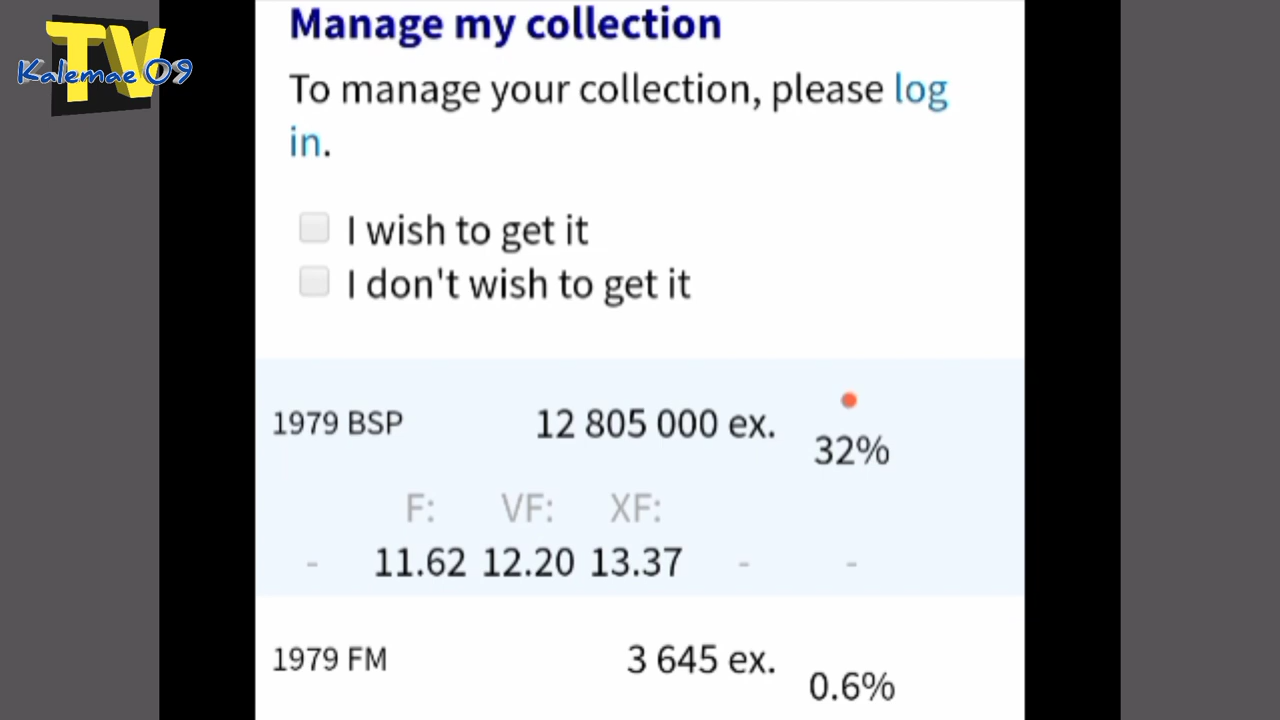 TV
Kalemae 09
Manage my collection
To manage your collection, please log
in.
I wish to get it
I don't wish to get it
1979 BSP 12 805 000 ex. 32%
F: VF: XF:
- 11.62 12.20 13.37 - -
1979 FM 3 645 ex. 0.6%